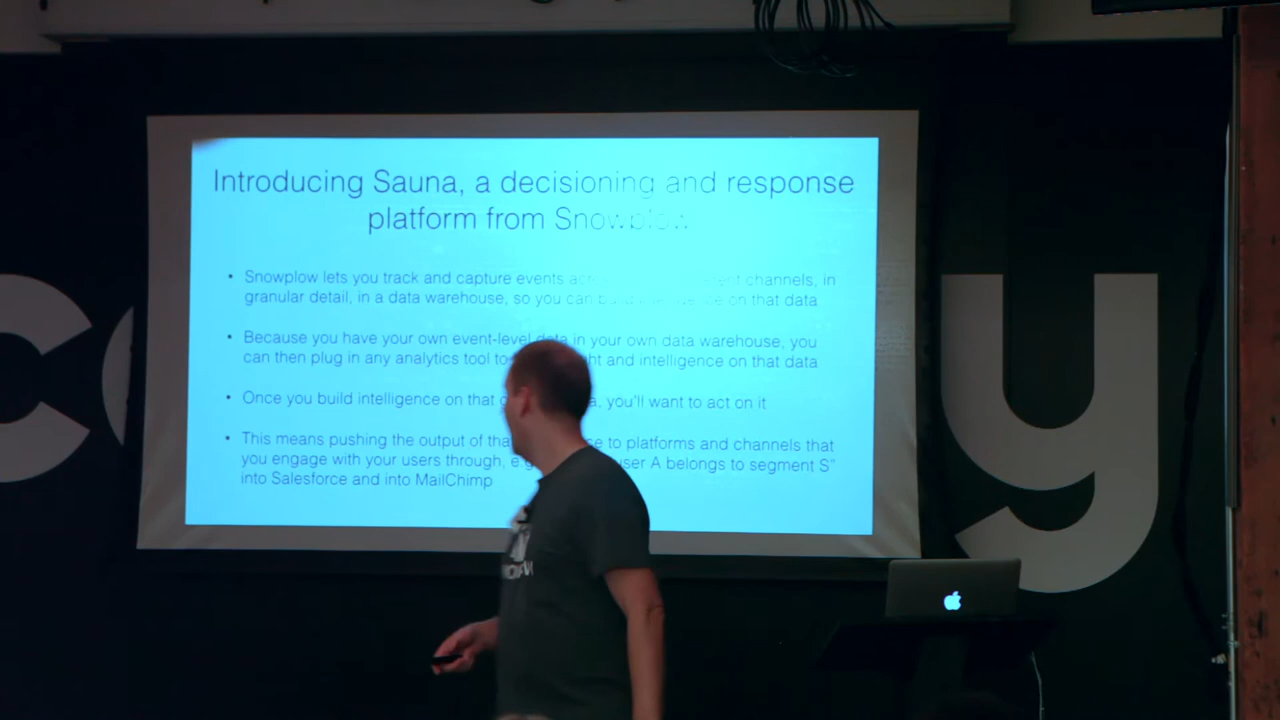 Introducing Sauna, a decisioning and response
platform from Snowplow
• Snowplow lets you track and capture events channels, in
granular detail, in a data warehouse, so you can on that data
• Because you have your own event-level data in your own data warehouse, you
can then plug in any analytics tool and intelligence on that data
• Once you build intelligence on that you'll want to act on it
• This means pushing the output of to platforms and channels that
you engage with your users through, user A belongs to segment S"
into Salesforce and into MailChimp
y